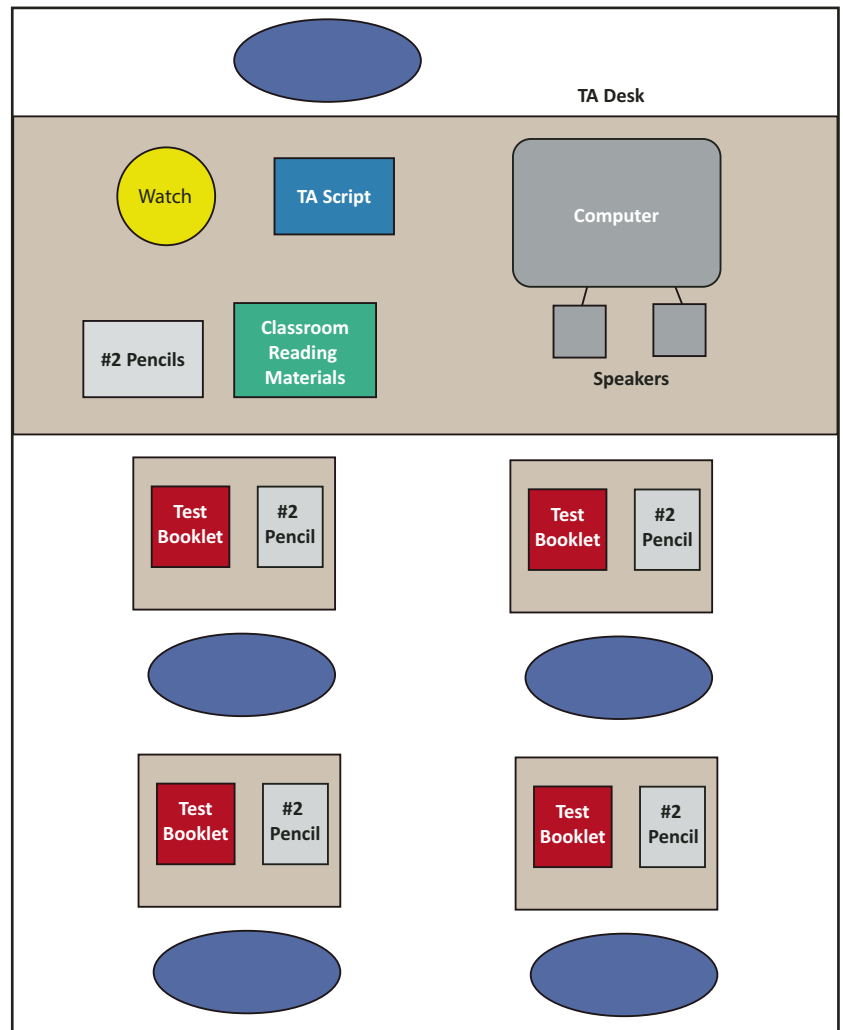 TA Desk
Watch
TA Script
Computer
#2 Pencils
Classroom
Reading
Materials
Speakers
Test
Booklet
#2
Pencil
Test
Booklet
#2
Pencil
Test
Booklet
#2
Pencil
Test
Booklet
#2
Pencil